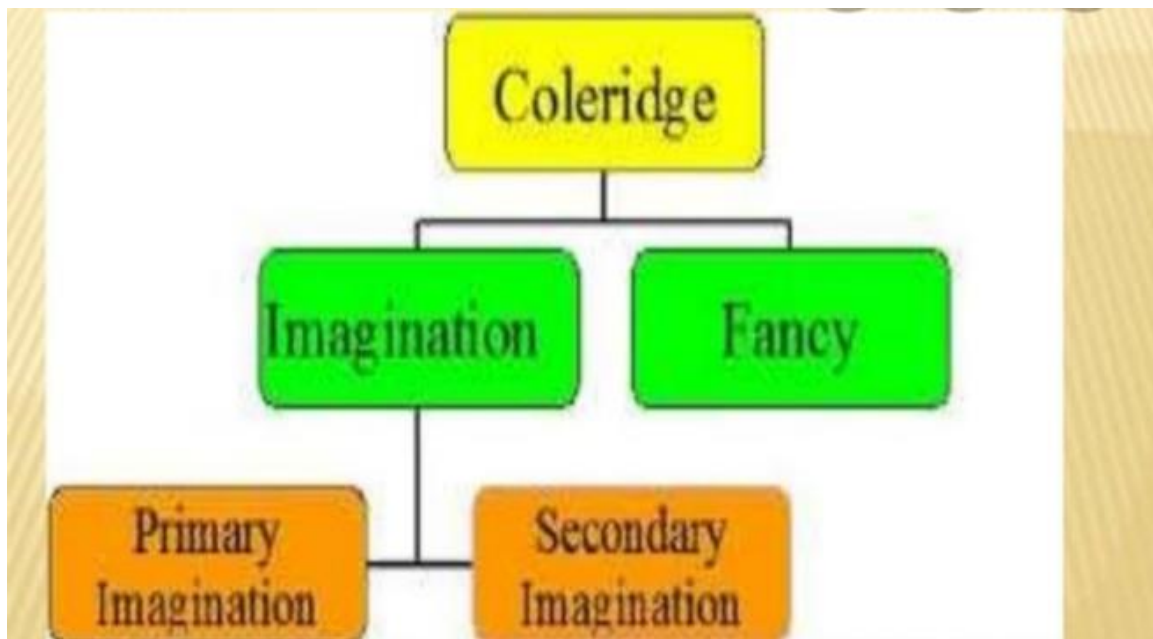 Coleridge
Imagination
Fancy
Primary
Imagination
Secondary
Imagination